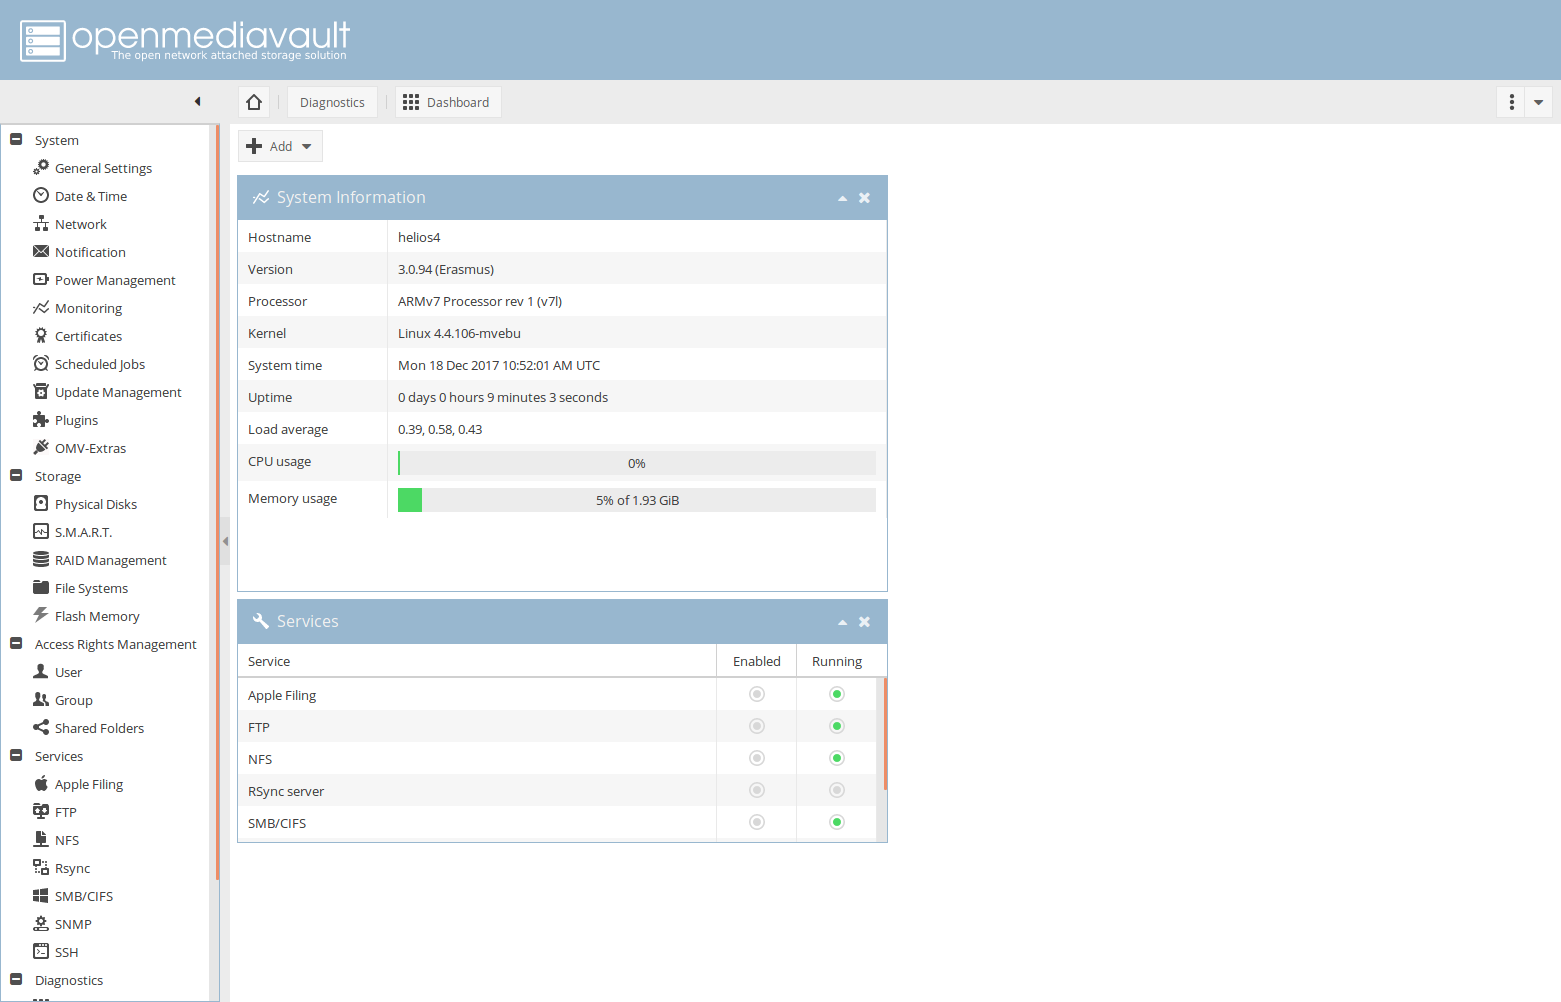 openmediavault
The open network attached storage solution
Diagnostics
Dashboard
System
General Settings
Date & Time
Network
Notification
Power Management
Monitoring
Certificates
Scheduled Jobs
Update Management
Plugins
OMV-Extras
Storage
Physical Disks
S.M.A.R.T.
RAID Management
File Systems
Flash Memory
Access Rights Management
User
Group
Shared Folders
Services
Apple Filing
FTP
NFS
Rsync
SMB/CIFS
SNMP
SSH
Diagnostics
Add
System Information
Hostname helios4
Version 3.0.94 (Erasmus)
Processor ARMv7 Processor rev 1 (v7l)
Kernel Linux 4.4.106-mvebu
System time Mon 18 Dec 2017 10:52:01 AM UTC
Uptime 0 days 0 hours 9 minutes 3 seconds
Load average 0.39, 0.58, 0.43
CPU usage 0%
Memory usage 5% of 1.93 GiB
Services
Service Enabled Running
Apple Filing
FTP
NFS
RSync server
SMB/CIFS